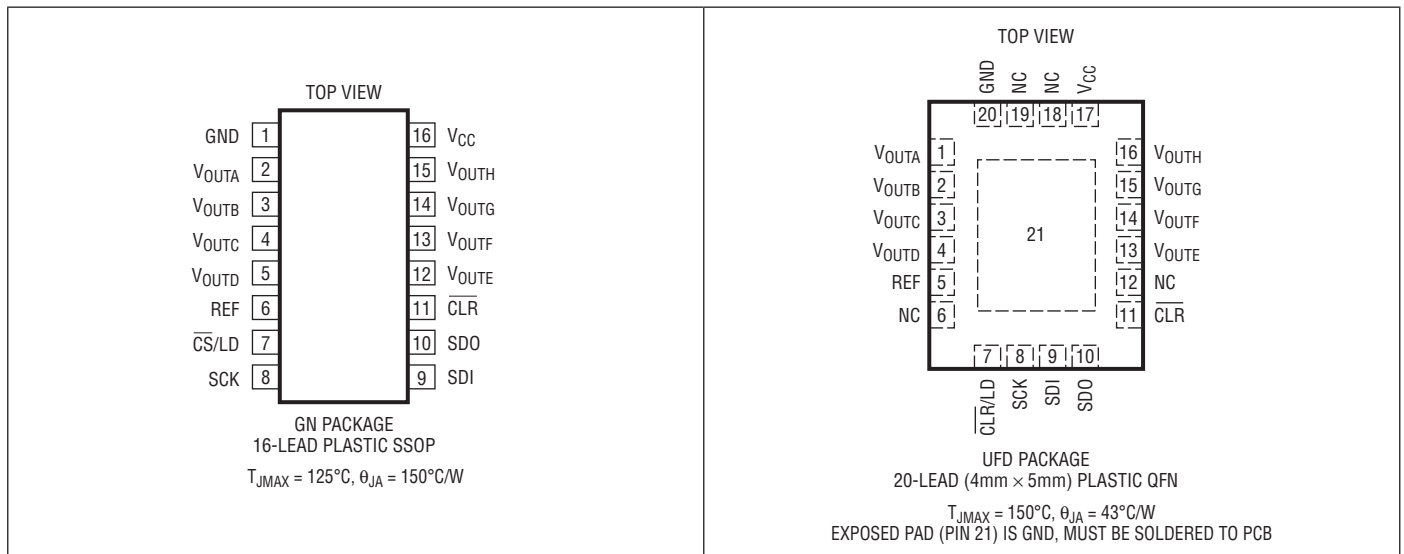 TOP VIEW
GND 1 16 VCC
VOUTA 2 15 VOUTH
VOUTB 3 14 VOUTG
VOUTC 4 13 VOUTF
VOUTD 5 12 VOUTE
REF 6 11 C̅L̅R̅
C̅S̅/LD 7 10 SDO
SCK 8 9 SDI
GN PACKAGE
16-LEAD PLASTIC SSOP
TJMAX = 125°C, θJA = 150°C/W
TOP VIEW
GND NC NC VCC
20 19 18 17
VOUTA 1 16 VOUTH
VOUTB 2 15 VOUTG
VOUTC 3 14 VOUTF
VOUTD 4 13 VOUTE
21
REF 5 12 NC
NC 6 11 C̅L̅R̅
7 8 9 10
C̅L̅R̅/LD SCK SDI SDO
UFD PACKAGE
20-LEAD (4mm × 5mm) PLASTIC QFN
TJMAX = 150°C, θJA = 43°C/W
EXPOSED PAD (PIN 21) IS GND, MUST BE SOLDERED TO PCB